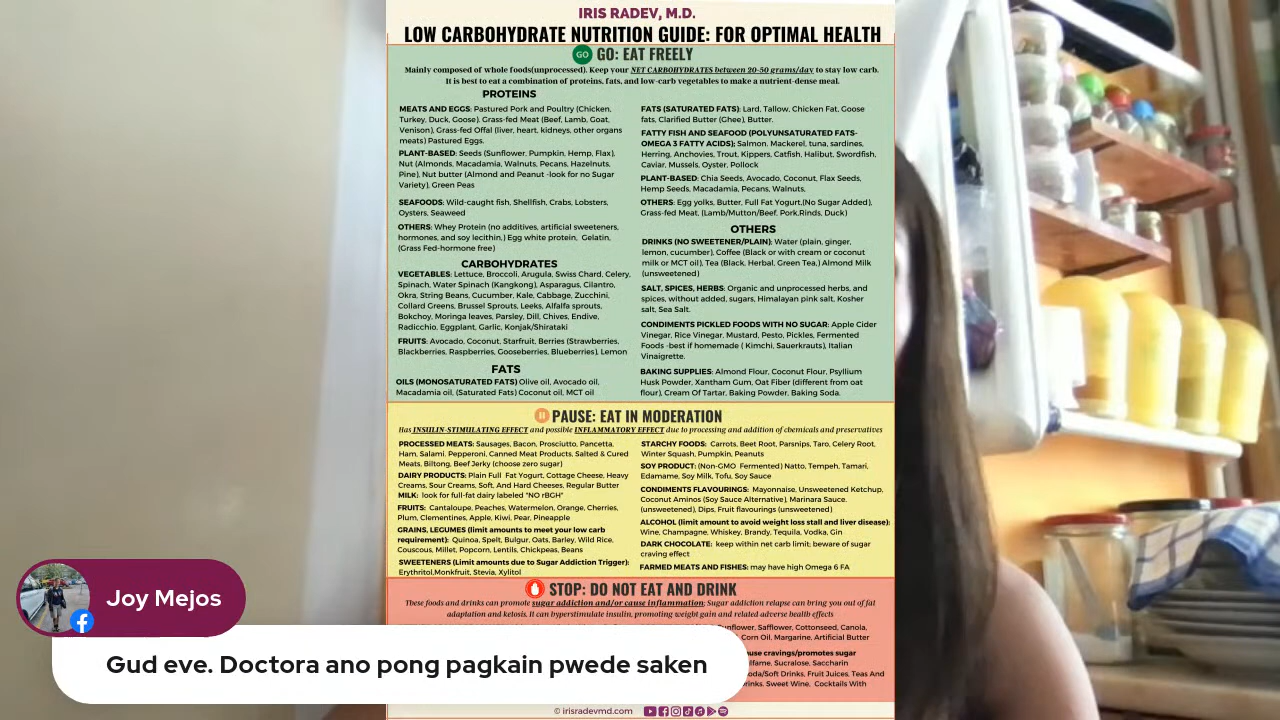 IRIS RADEV, M.D.
LOW CARBOHYDRATE NUTRITION GUIDE: FOR OPTIMAL HEALTH
GO GO: EAT FREELY
Mainly composed of whole foods(unprocessed). Keep your NET CARBOHYDRATES between 20-50 grams/day to stay low carb.
It is best to eat a combination of proteins, fats, and low-carb vegetables to make a nutrient-dense meal.
PROTEINS
MEATS AND EGGS: Pastured Pork and Poultry (Chicken,
Turkey, Duck, Goose). Grass-fed Meat (Beef, Lamb, Goat,
Venison), Grass-fed Offal (liver, heart, kidneys, other organs
meats) Pastured Eggs.
PLANT-BASED: Seeds (Sunflower, Pumpkin, Hemp, Flax),
Nut (Almonds, Macadamia, Walnuts, Pecans, Hazelnuts,
Pine), Nut butter (Almond and Peanut -look for no Sugar
Variety), Green Peas
SEAFOODS: Wild-caught fish, Shellfish, Crabs, Lobsters,
Oysters, Seaweed
OTHERS: Whey Protein (no additives, artificial sweeteners,
hormones, and soy lecithin,) Egg white protein, Gelatin,
(Grass Fed-hormone free)
CARBOHYDRATES
VEGETABLES: Lettuce, Broccoli, Arugula, Swiss Chard, Celery,
Spinach, Water Spinach (Kangkong), Asparagus, Cilantro,
Okra, String Beans, Cucumber, Kale, Cabbage, Zucchini,
Collard Greens, Brussel Sprouts, Leeks, Alfalfa sprouts,
Bokchoy, Moringa leaves, Parsley, Dill, Chives, Endive,
Radicchio, Eggplant, Garlic, Konjak/Shirataki
FRUITS: Avocado, Coconut, Starfruit, Berries (Strawberries,
Blackberries, Raspberries, Gooseberries, Blueberries), Lemon
FATS
OILS (MONOSATURATED FATS) Olive oil, Avocado oil,
Macadamia oil, (Saturated Fats) Coconut oil, MCT oil
FATS (SATURATED FATS): Lard, Tallow, Chicken Fat, Goose
fats, Clarified Butter (Ghee), Butter.
FATTY FISH AND SEAFOOD (POLYUNSATURATED FATS-
OMEGA 3 FATTY ACIDS): Salmon, Mackerel, tuna, sardines,
Herring, Anchovies, Trout, Kippers, Catfish, Halibut, Swordfish,
Caviar, Mussels, Oyster, Pollock
PLANT-BASED: Chia Seeds, Avocado, Coconut, Flax Seeds,
Hemp Seeds, Macadamia, Pecans, Walnuts,
OTHERS: Egg yolks, Butter, Full Fat Yogurt,(No Sugar Added),
Grass-fed Meat, (Lamb/Mutton/Beef, Pork,Rinds, Duck)
OTHERS
DRINKS (NO SWEETENER/PLAIN): Water (plain, ginger,
lemon, cucumber), Coffee (Black or with cream or coconut
milk or MCT oil), Tea (Black, Herbal, Green Tea,) Almond Milk
(unsweetened)
SALT, SPICES, HERBS: Organic and unprocessed herbs, and
spices, without added, sugars, Himalayan pink salt, Kosher
salt, Sea Salt.
CONDIMENTS PICKLED FOODS WITH NO SUGAR: Apple Cider
Vinegar, Rice Vinegar, Mustard, Pesto, Pickles, Fermented
Foods -best if homemade ( Kimchi, Sauerkrauts), Italian
Vinaigrette.
BAKING SUPPLIES: Almond Flour, Coconut Flour, Psyllium
Husk Powder, Xantham Gum, Oat Fiber (different from oat
flour), Cream Of Tartar, Baking Powder, Baking Soda.
PAUSE: EAT IN MODERATION
Has INSULIN-STIMULATING EFFECT and possible INFLAMMATORY EFFECT due to processing and addition of chemicals and preservatives
PROCESSED MEATS: Sausages, Bacon, Prosciutto, Pancetta,
Ham, Salami, Pepperoni, Canned Meat Products, Salted & Cured
Meats, Biltong, Beef Jerky (choose zero sugar)
DAIRY PRODUCTS: Plain Full Fat Yogurt, Cottage Cheese, Heavy
Creams, Sour Creams, Soft, And Hard Cheeses, Regular Butter
MILK: look for full-fat dairy labeled "NO rBGH"
FRUITS: Cantaloupe, Peaches, Watermelon, Orange, Cherries,
Plum, Clementines, Apple, Kiwi, Pear, Pineapple
GRAINS, LEGUMES (limit amounts to meet your low carb
requirement): Quinoa, Spelt, Bulgur, Oats, Barley, Wild Rice,
Couscous, Millet, Popcorn, Lentils, Chickpeas, Beans
SWEETENERS (Limit amounts due to Sugar Addiction Trigger):
Erythritol,Monkfruit, Stevia, Xylitol
STARCHY FOODS: Carrots, Beet Root, Parsnips, Taro, Celery Root,
Winter Squash, Pumpkin, Peanuts
SOY PRODUCT: (Non-GMO Fermented) Natto, Tempeh, Tamari,
Edamame, Soy Milk, Tofu, Soy Sauce
CONDIMENTS FLAVOURINGS: Mayonnaise, Unsweetened Ketchup,
Coconut Aminos (Soy Sauce Alternative), Marinara Sauce,
(unsweetened), Dips, Fruit flavourings (unsweetened)
ALCOHOL (limit amount to avoid weight loss stall and liver disease):
Wine, Champagne, Whiskey, Brandy, Tequila, Vodka, Gin
DARK CHOCOLATE: keep within net carb limit; beware of sugar
craving effect
FARMED MEATS AND FISHES: may have high Omega 6 FA
STOP: DO NOT EAT AND DRINK
These foods and drinks can promote sugar addiction and/or cause inflammation; Sugar addiction relapse can bring you out of fat
adaptation and ketosis. It can hyperstimulate insulin, promoting weight gain and related adverse health effects
Safflower, Cottonseed, Canola,
Corn Oil, Margarine, Artificial Butter
cravings/promotes sugar
Sucralose, Saccharin
Drinks, Fruit Juices, Teas And
Sweet Wine, Cocktails With
Joy Mejos
Gud eve. Doctora ano pong pagkain pwede saken
© irisradevmd.com